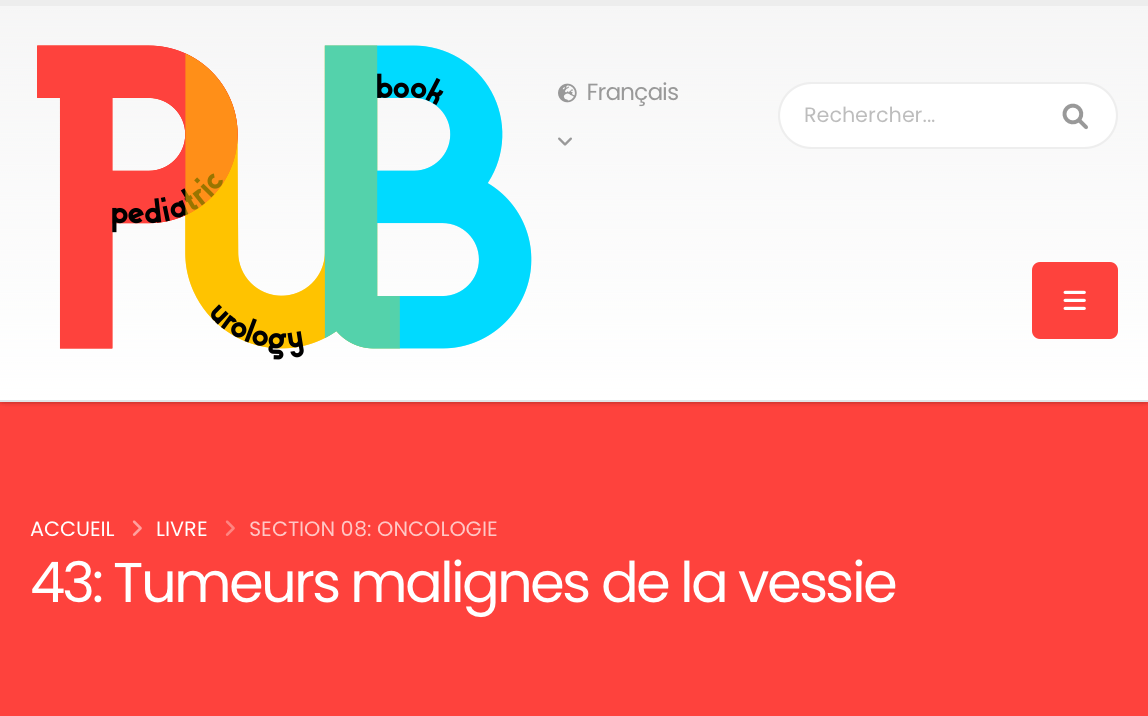 PUB
pediatric
urology
book
Français
Rechercher...
ACCUEIL LIVRE SECTION 08: ONCOLOGIE
43: Tumeurs malignes de la vessie